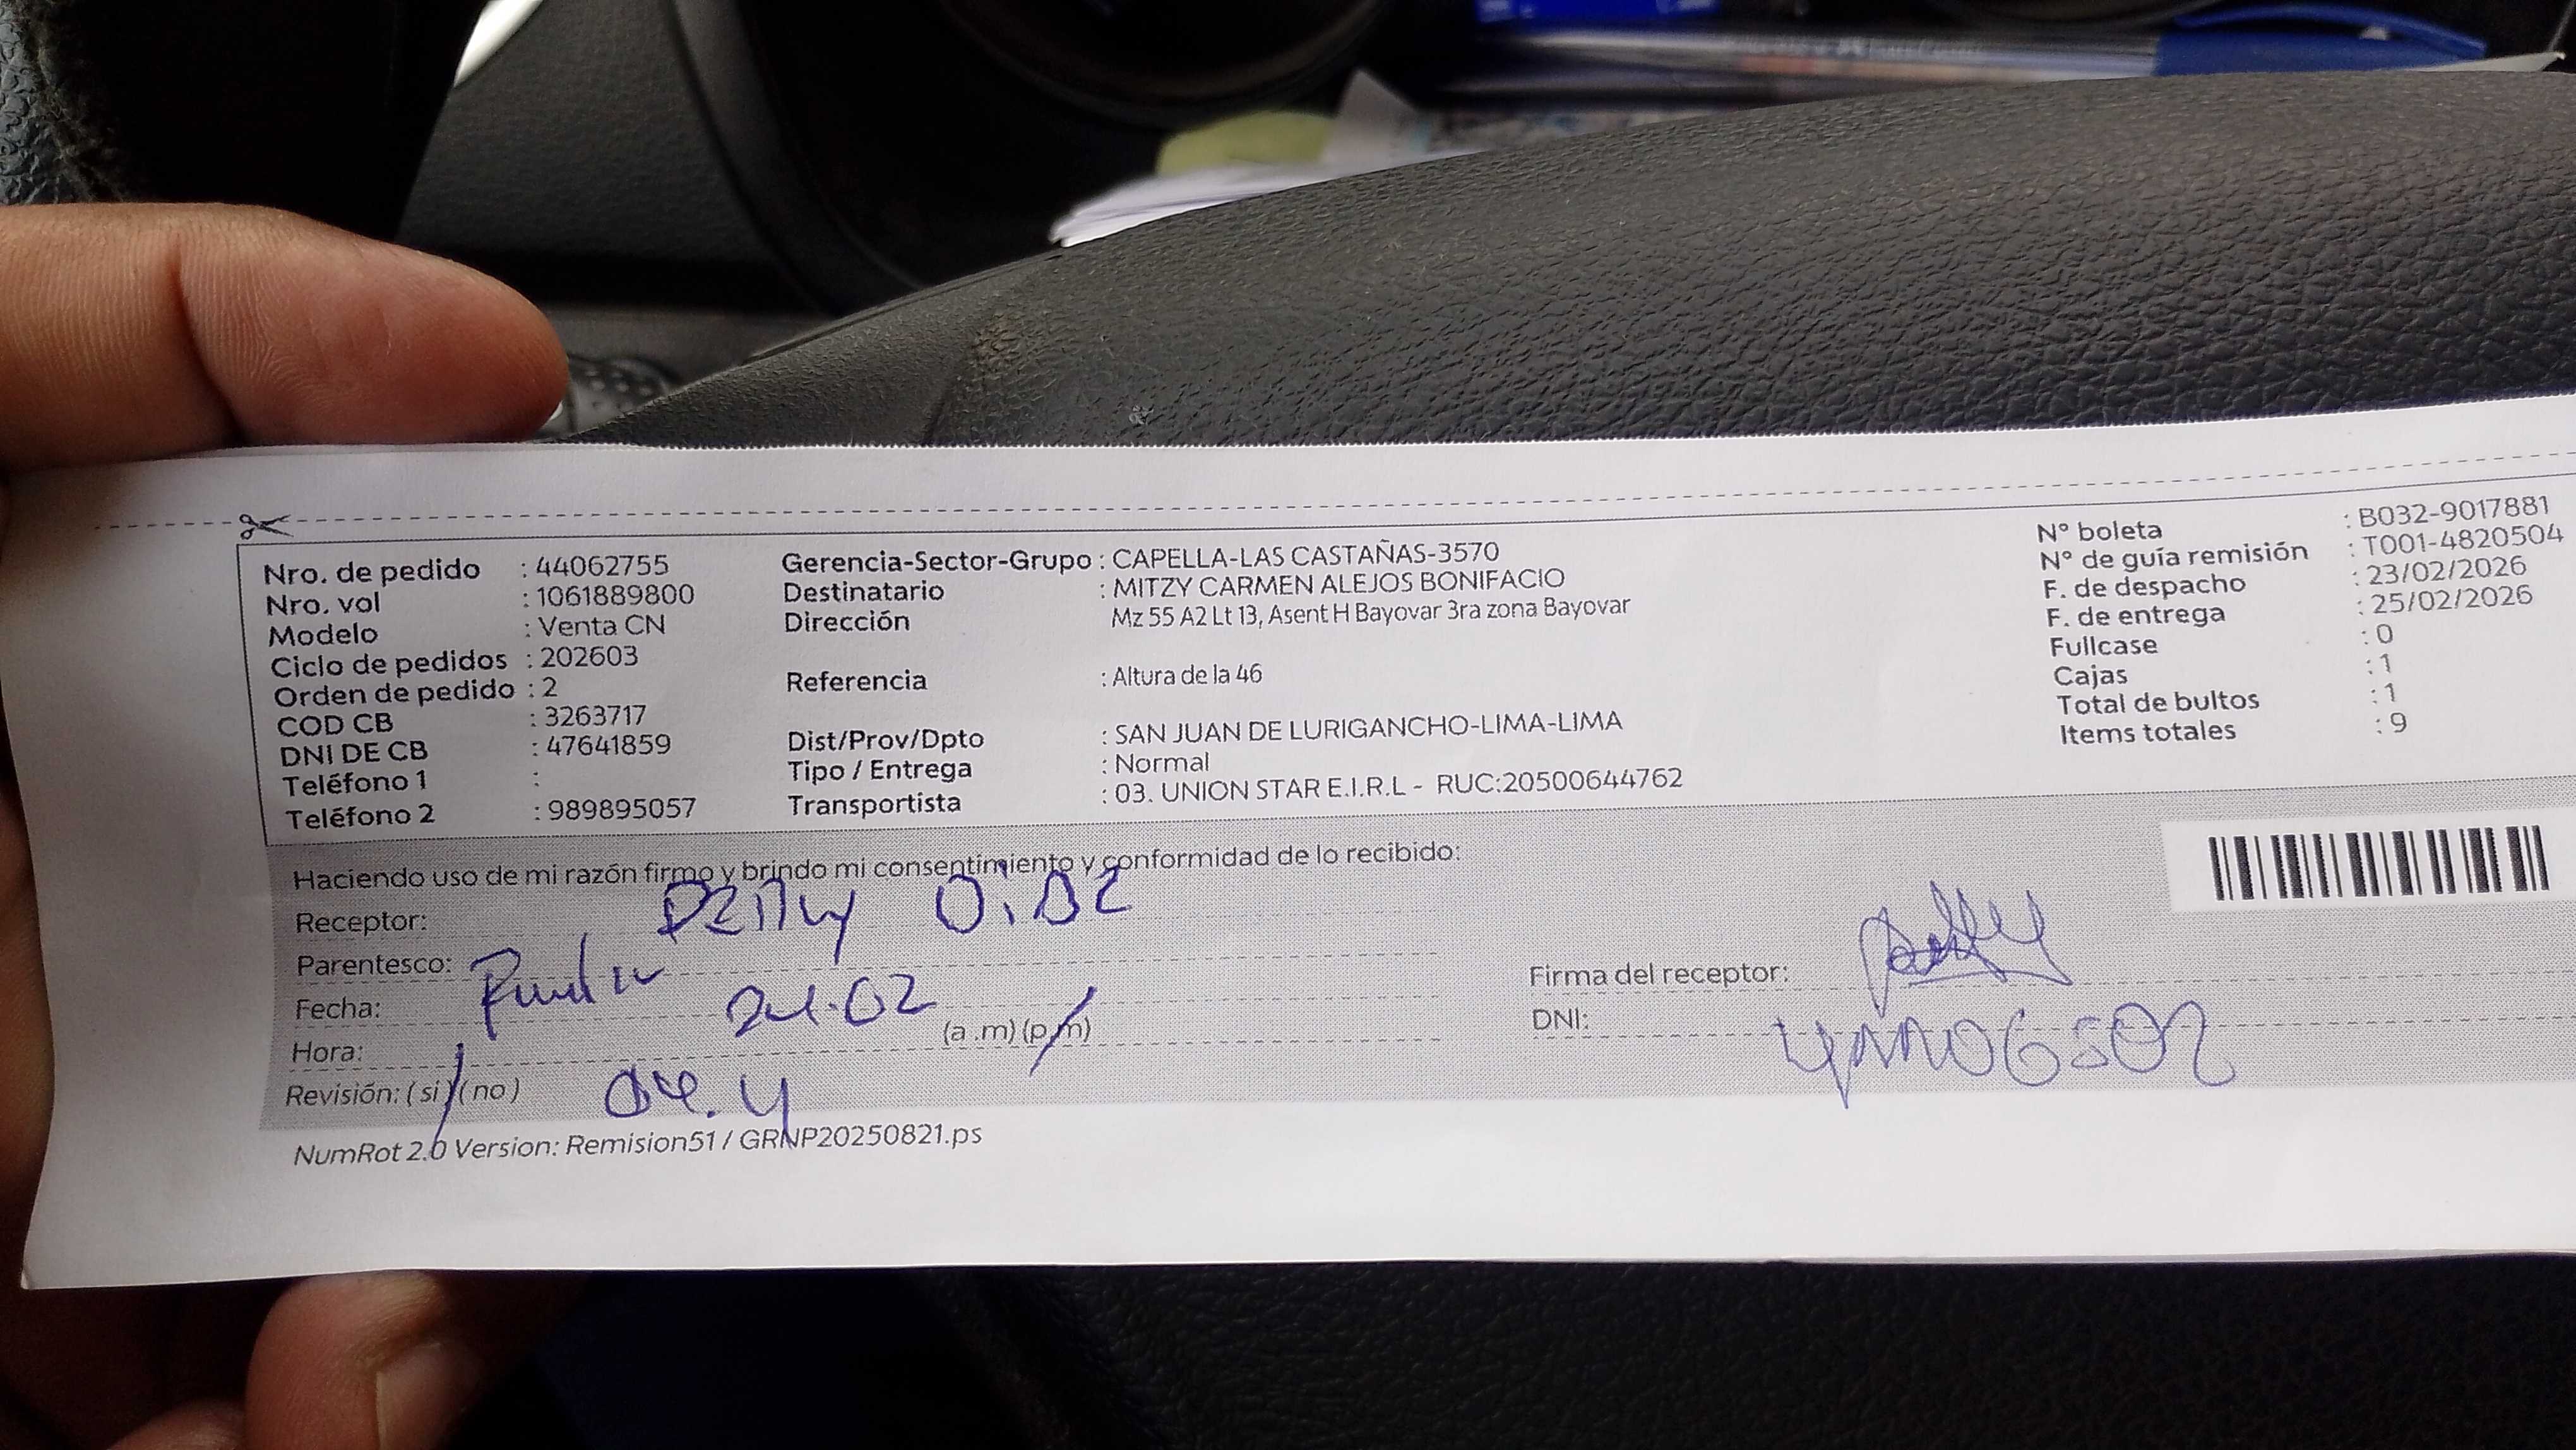 Nro. de pedido : 44062755
Nro. vol : 1061889800
Modelo : Venta CN
Ciclo de pedidos : 202603
Orden de pedido : 2
COD CB : 3263717
DNI DE CB : 47641859
Teléfono 1 :
Teléfono 2 : 989895057
Gerencia-Sector-Grupo : CAPELLA-LAS CASTAÑAS-3570
Destinatario : MITZY CARMEN ALEJOS BONIFACIO
Dirección Mz 55 A2 Lt 13, Asent H Bayovar 3ra zona Bayovar
Referencia : Altura de la 46
Dist/Prov/Dpto : SAN JUAN DE LURIGANCHO-LIMA-LIMA
Tipo / Entrega : Normal
Transportista : 03. UNION STAR E.I.R.L - RUC:20500644762
N° boleta : B032-9017881
N° de guía remisión : T001-4820504
F. de despacho : 23/02/2026
F. de entrega : 25/02/2026
Fullcase : 0
Cajas : 1
Total de bultos : 1
Items totales : 9
Haciendo uso de mi razón firmo y brindo mi consentimiento y conformidad de lo recibido:
Receptor:
Parentesco:
Fecha: 24.02
Hora: (a .m) (p.m)
Revisión: ( si ) ( no )
Firma del receptor:
DNI:
NumRot 2.0 Version: Remision51 / GRNP20250821.ps